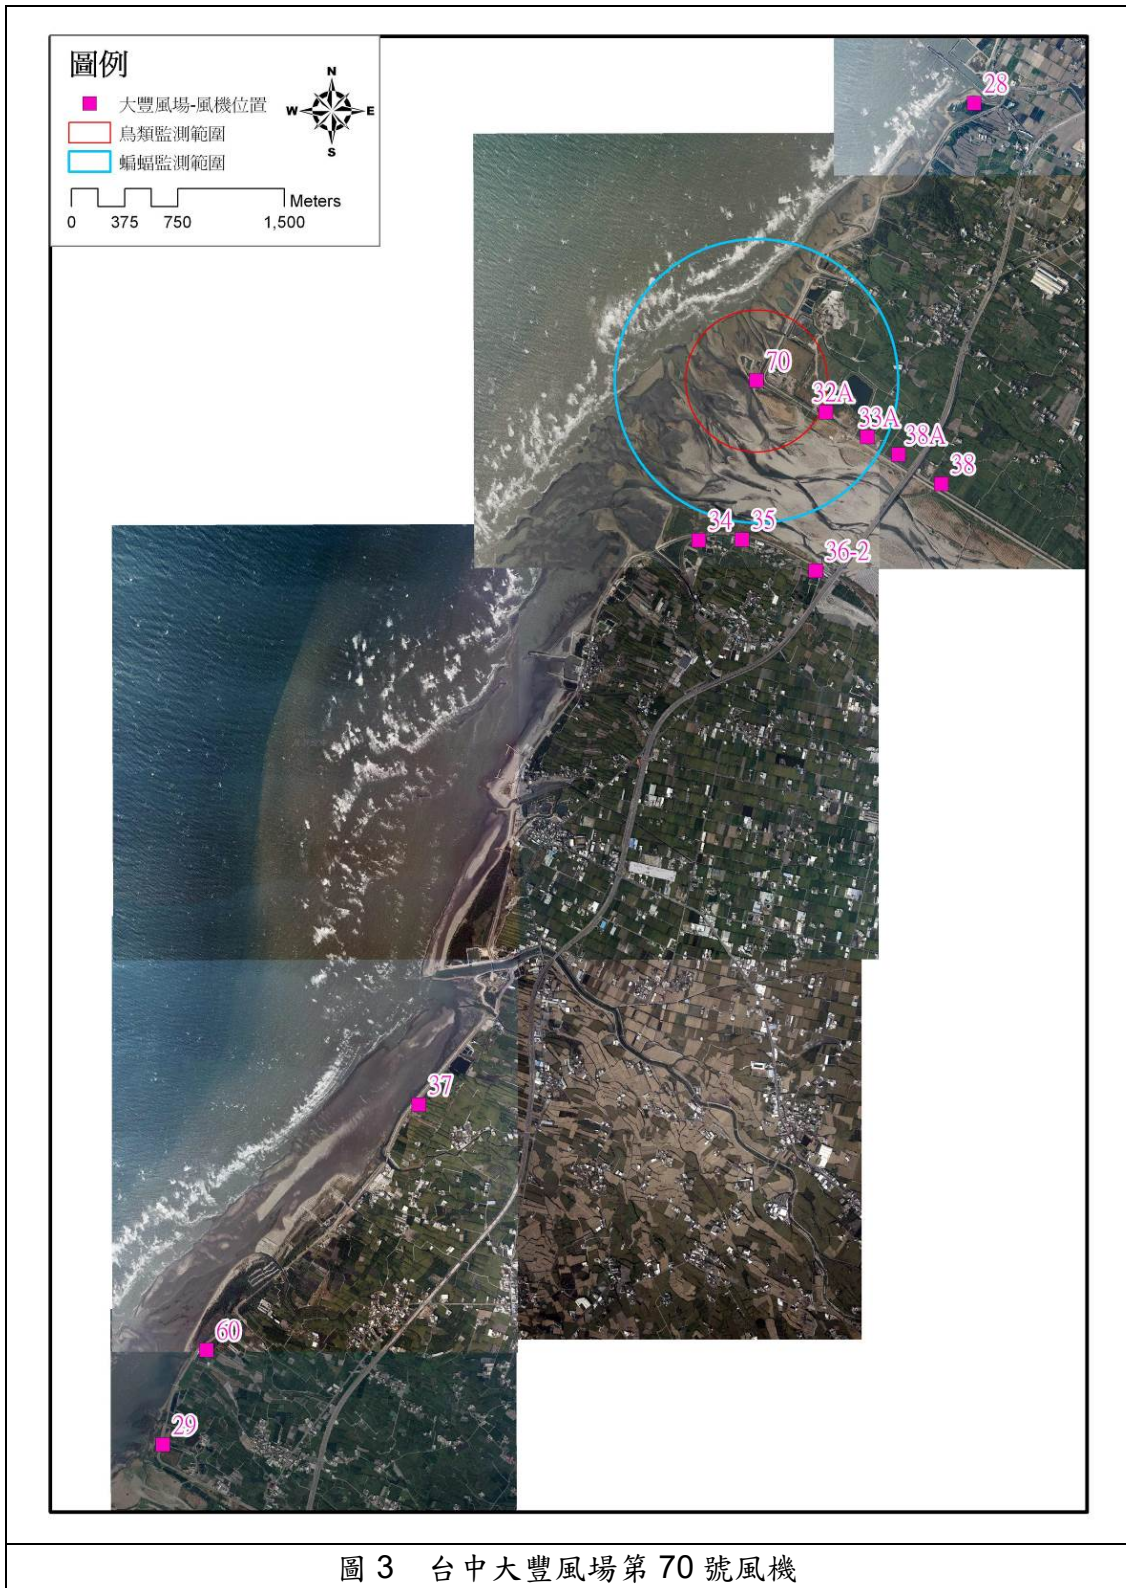 圖例
大豐風場-風機位置
鳥類監測範圍
蝙蝠監測範圍
N
W E
S
Meters
0 375 750 1,500
28
70
32A
33A
38A
38
34
35
36-2
37
60
29
圖 3 台中大豐風場第 70 號風機